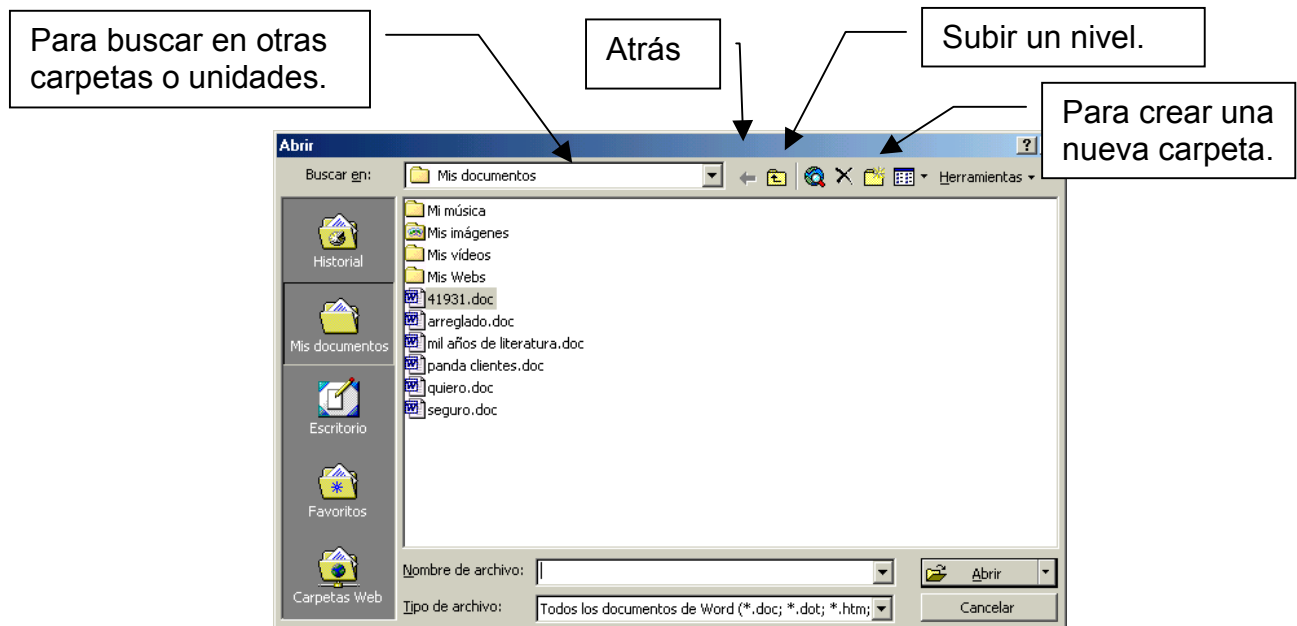 Para buscar en otras
carpetas o unidades.
Atrás
Subir un nivel.
Para crear una
nueva carpeta.
Abrir
?
Buscar en:
Mis documentos
Herramientas
Historial
Mis documentos
Escritorio
Favoritos
Carpetas Web
Mi música
Mis imágenes
Mis vídeos
Mis Webs
41931.doc
arreglado.doc
mil años de literatura.doc
panda clientes.doc
quiero.doc
seguro.doc
Nombre de archivo:
Abrir
Tipo de archivo:
Todos los documentos de Word (*.doc; *.dot; *.htm;
Cancelar